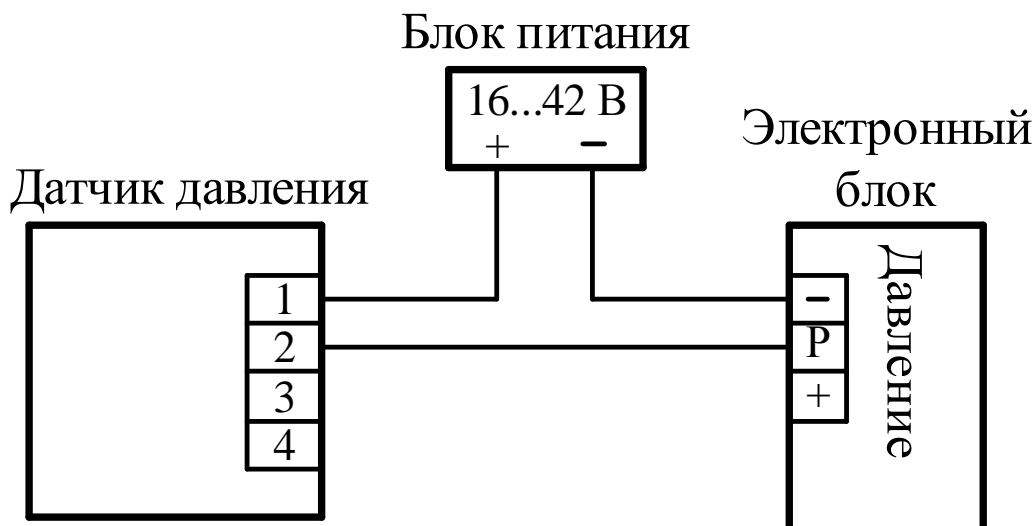 Блок питания
16...42 В
+ −
Электронный
блок
Датчик давления
1
2
3
4
−
P
+
Давление